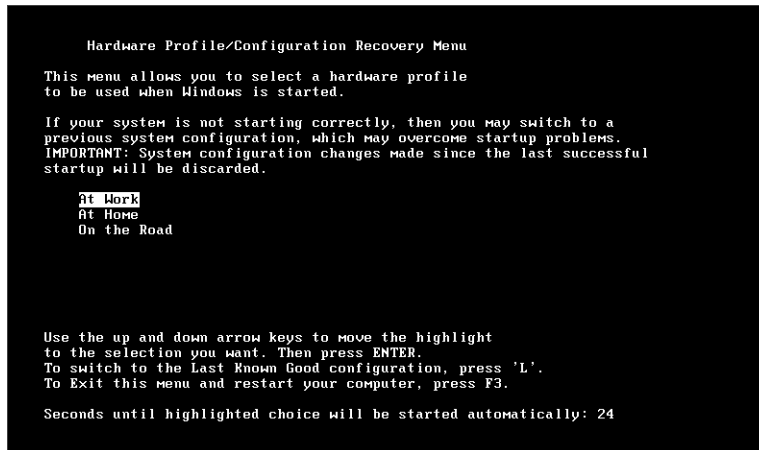 Hardware Profile/Configuration Recovery Menu
This menu allows you to select a hardware profile
to be used when Windows is started.
If your system is not starting correctly, then you may switch to a
previous system configuration, which may overcome startup problems.
IMPORTANT: System configuration changes made since the last successful
startup will be discarded.
At Work
At Home
On the Road
Use the up and down arrow keys to move the highlight
to the selection you want. Then press ENTER.
To switch to the Last Known Good configuration, press 'L'.
To Exit this menu and restart your computer, press F3.
Seconds until highlighted choice will be started automatically: 24